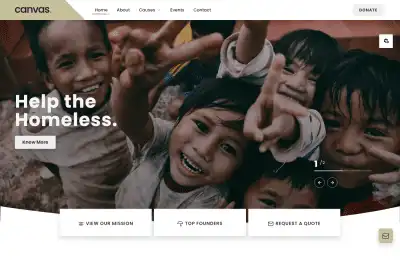 canvas.
Home
About
Causes
Events
Contact
DONATE
Help the
Homeless.
Know More
1 /2
VIEW OUR MISSION
TOP FOUNDERS
REQUEST A QUOTE